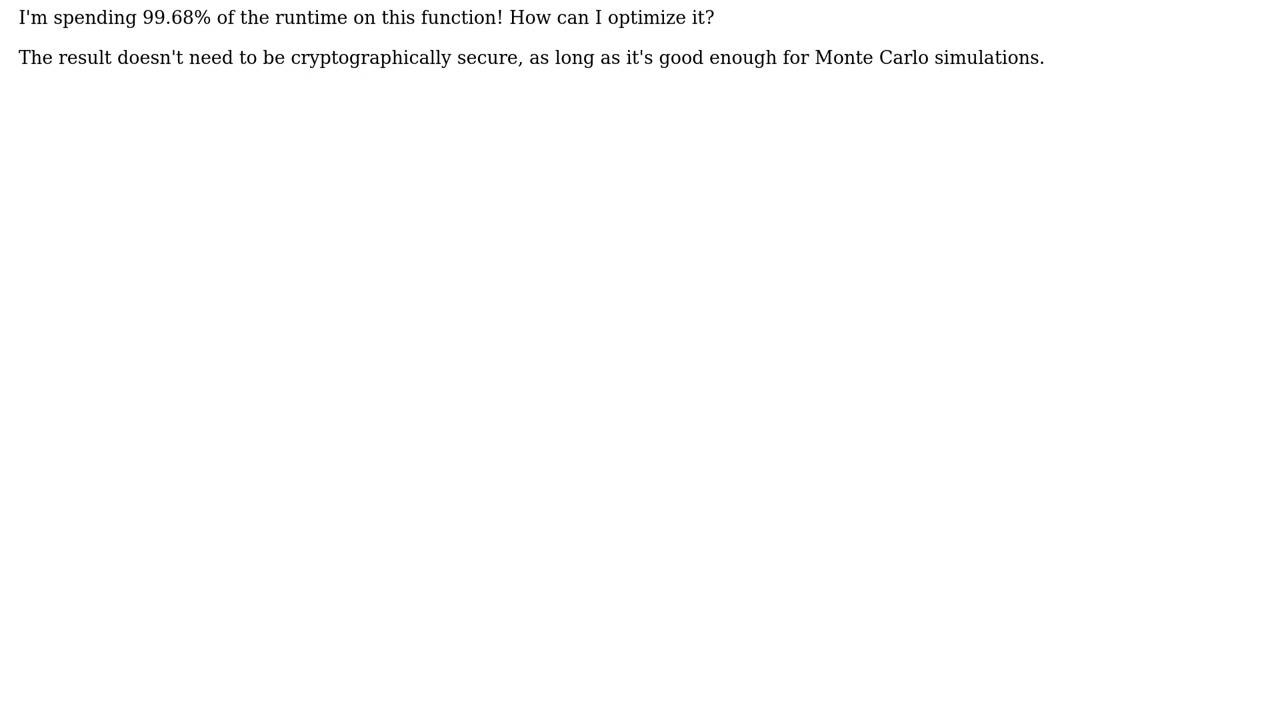 I'm spending 99.68% of the runtime on this function! How can I optimize it?
The result doesn't need to be cryptographically secure, as long as it's good enough for Monte Carlo simulations.